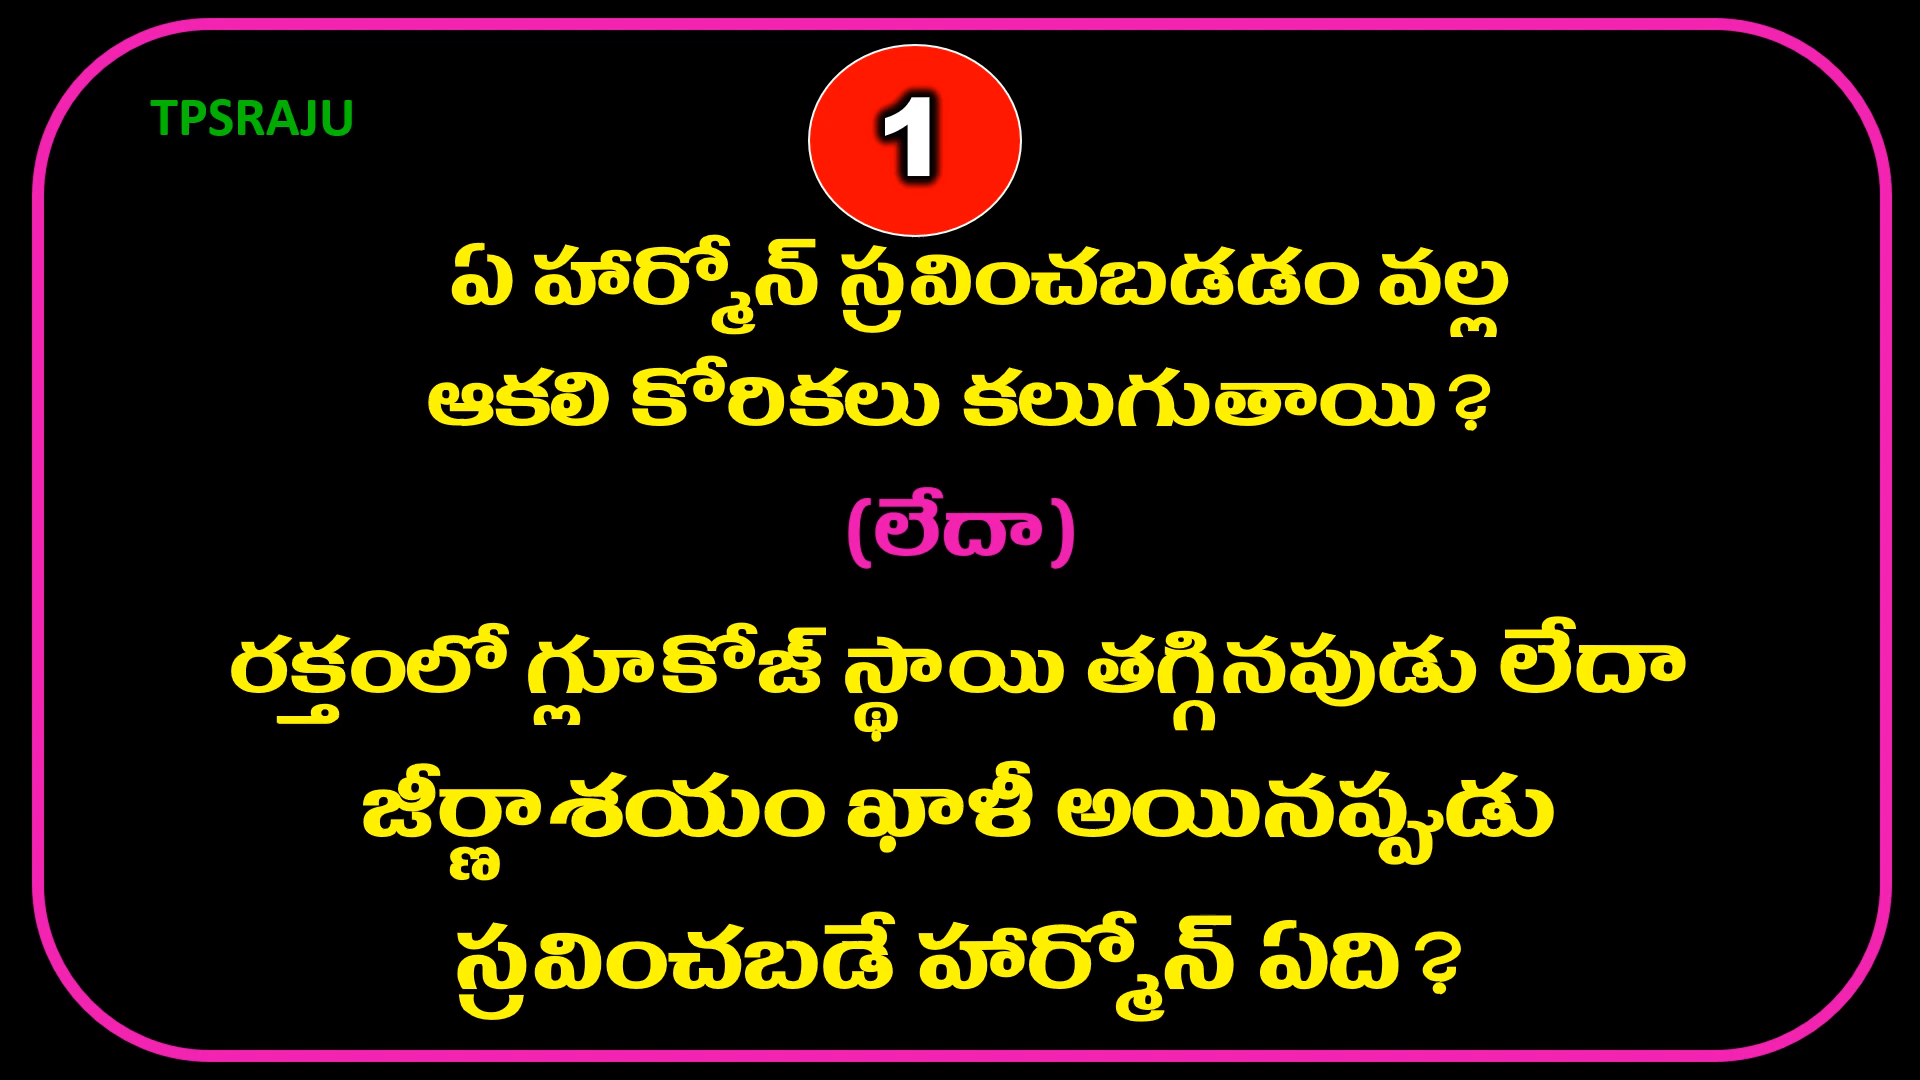 TPSRAJU
1
ఏ హార్మోన్ స్రవించబడడం వల్ల
ఆకలి కోరికలు కలుగుతాయి?
(లేదా)
రక్తంలో గ్లూకోజ్ స్థాయి తగ్గినపుడు లేదా
జీర్ణాశయం ఖాళీ అయినప్పుడు
స్రవించబడే హార్మోన్ ఏది?